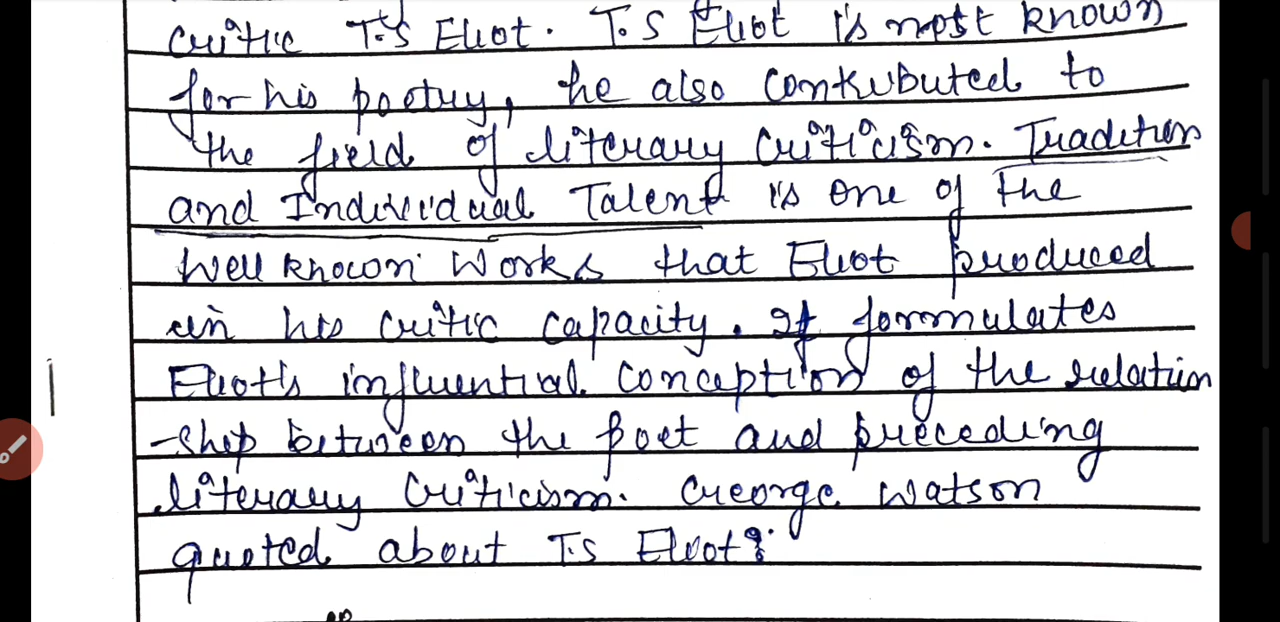 critic T.S Eliot. T.S Eliot is most known
for his poetry, he also contributed to
the field of literary criticism. Tradition
and Individual Talent is one of the
well known works that Eliot produced
in his critic capacity. It formulates
Eliot's influential conception of the relation
-ship between the poet and preceding
literary criticism. George Watson
quoted about T.S Eliot: